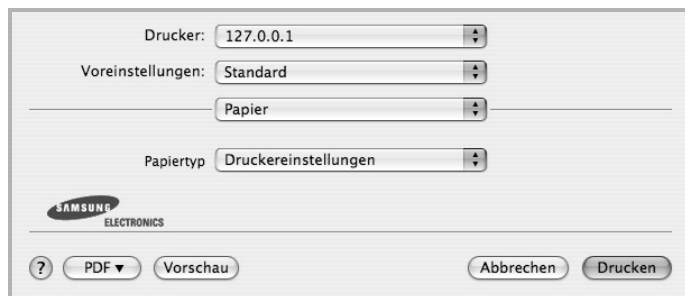 Drucker: 127.0.0.1
Voreinstellungen: Standard
Papier
Papiertyp Druckereinstellungen
SAMSUNG
ELECTRONICS
? PDF▼ Vorschau Abbrechen Drucken